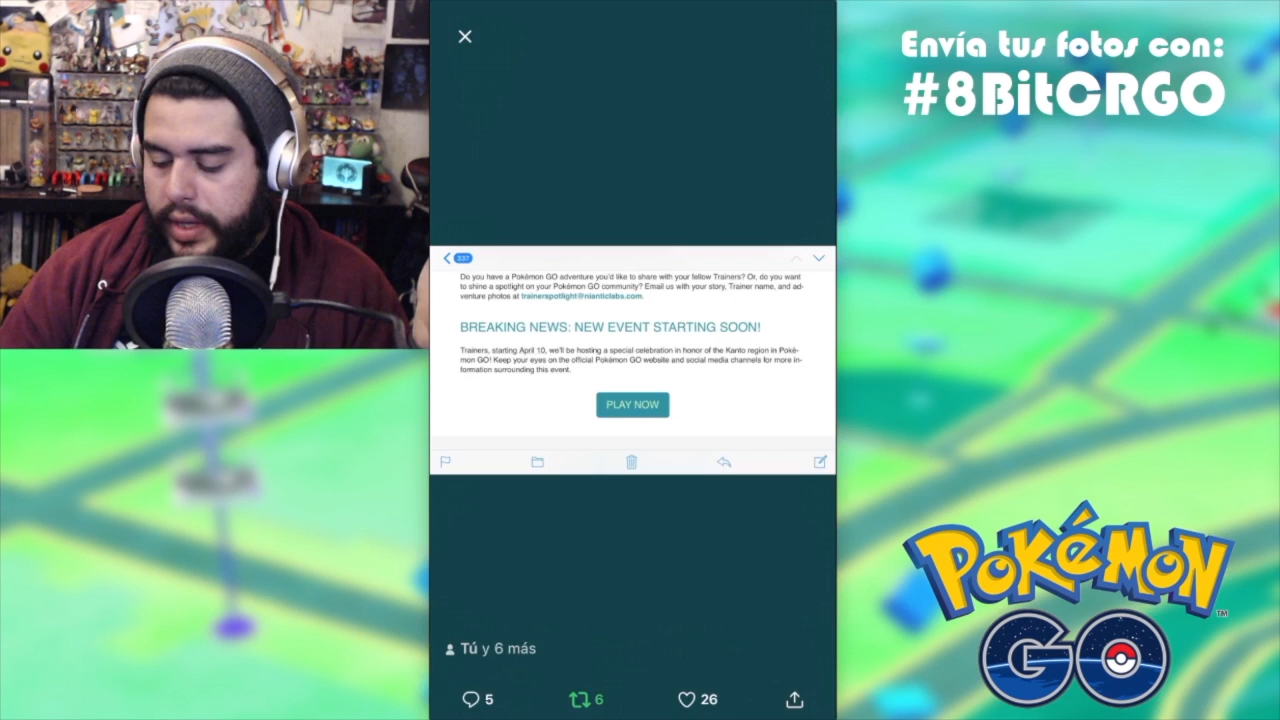 Envía tus fotos con:
#8BitCRGO
337
Do you have a Pokémon GO adventure you'd like to share with your fellow Trainers? Or, do you want
to shine a spotlight on your Pokémon GO community? Email us with your story, Trainer name, and ad-
venture photos at trainerspotlight@nianticlabs.com.
BREAKING NEWS: NEW EVENT STARTING SOON!
Trainers, starting April 10, we'll be hosting a special celebration in honor of the Kanto region in Poké-
mon GO! Keep your eyes on the official Pokémon GO website and social media channels for more in-
formation surrounding this event.
PLAY NOW
Tú y 6 más
5
6
26
POKéMON
TM
GO